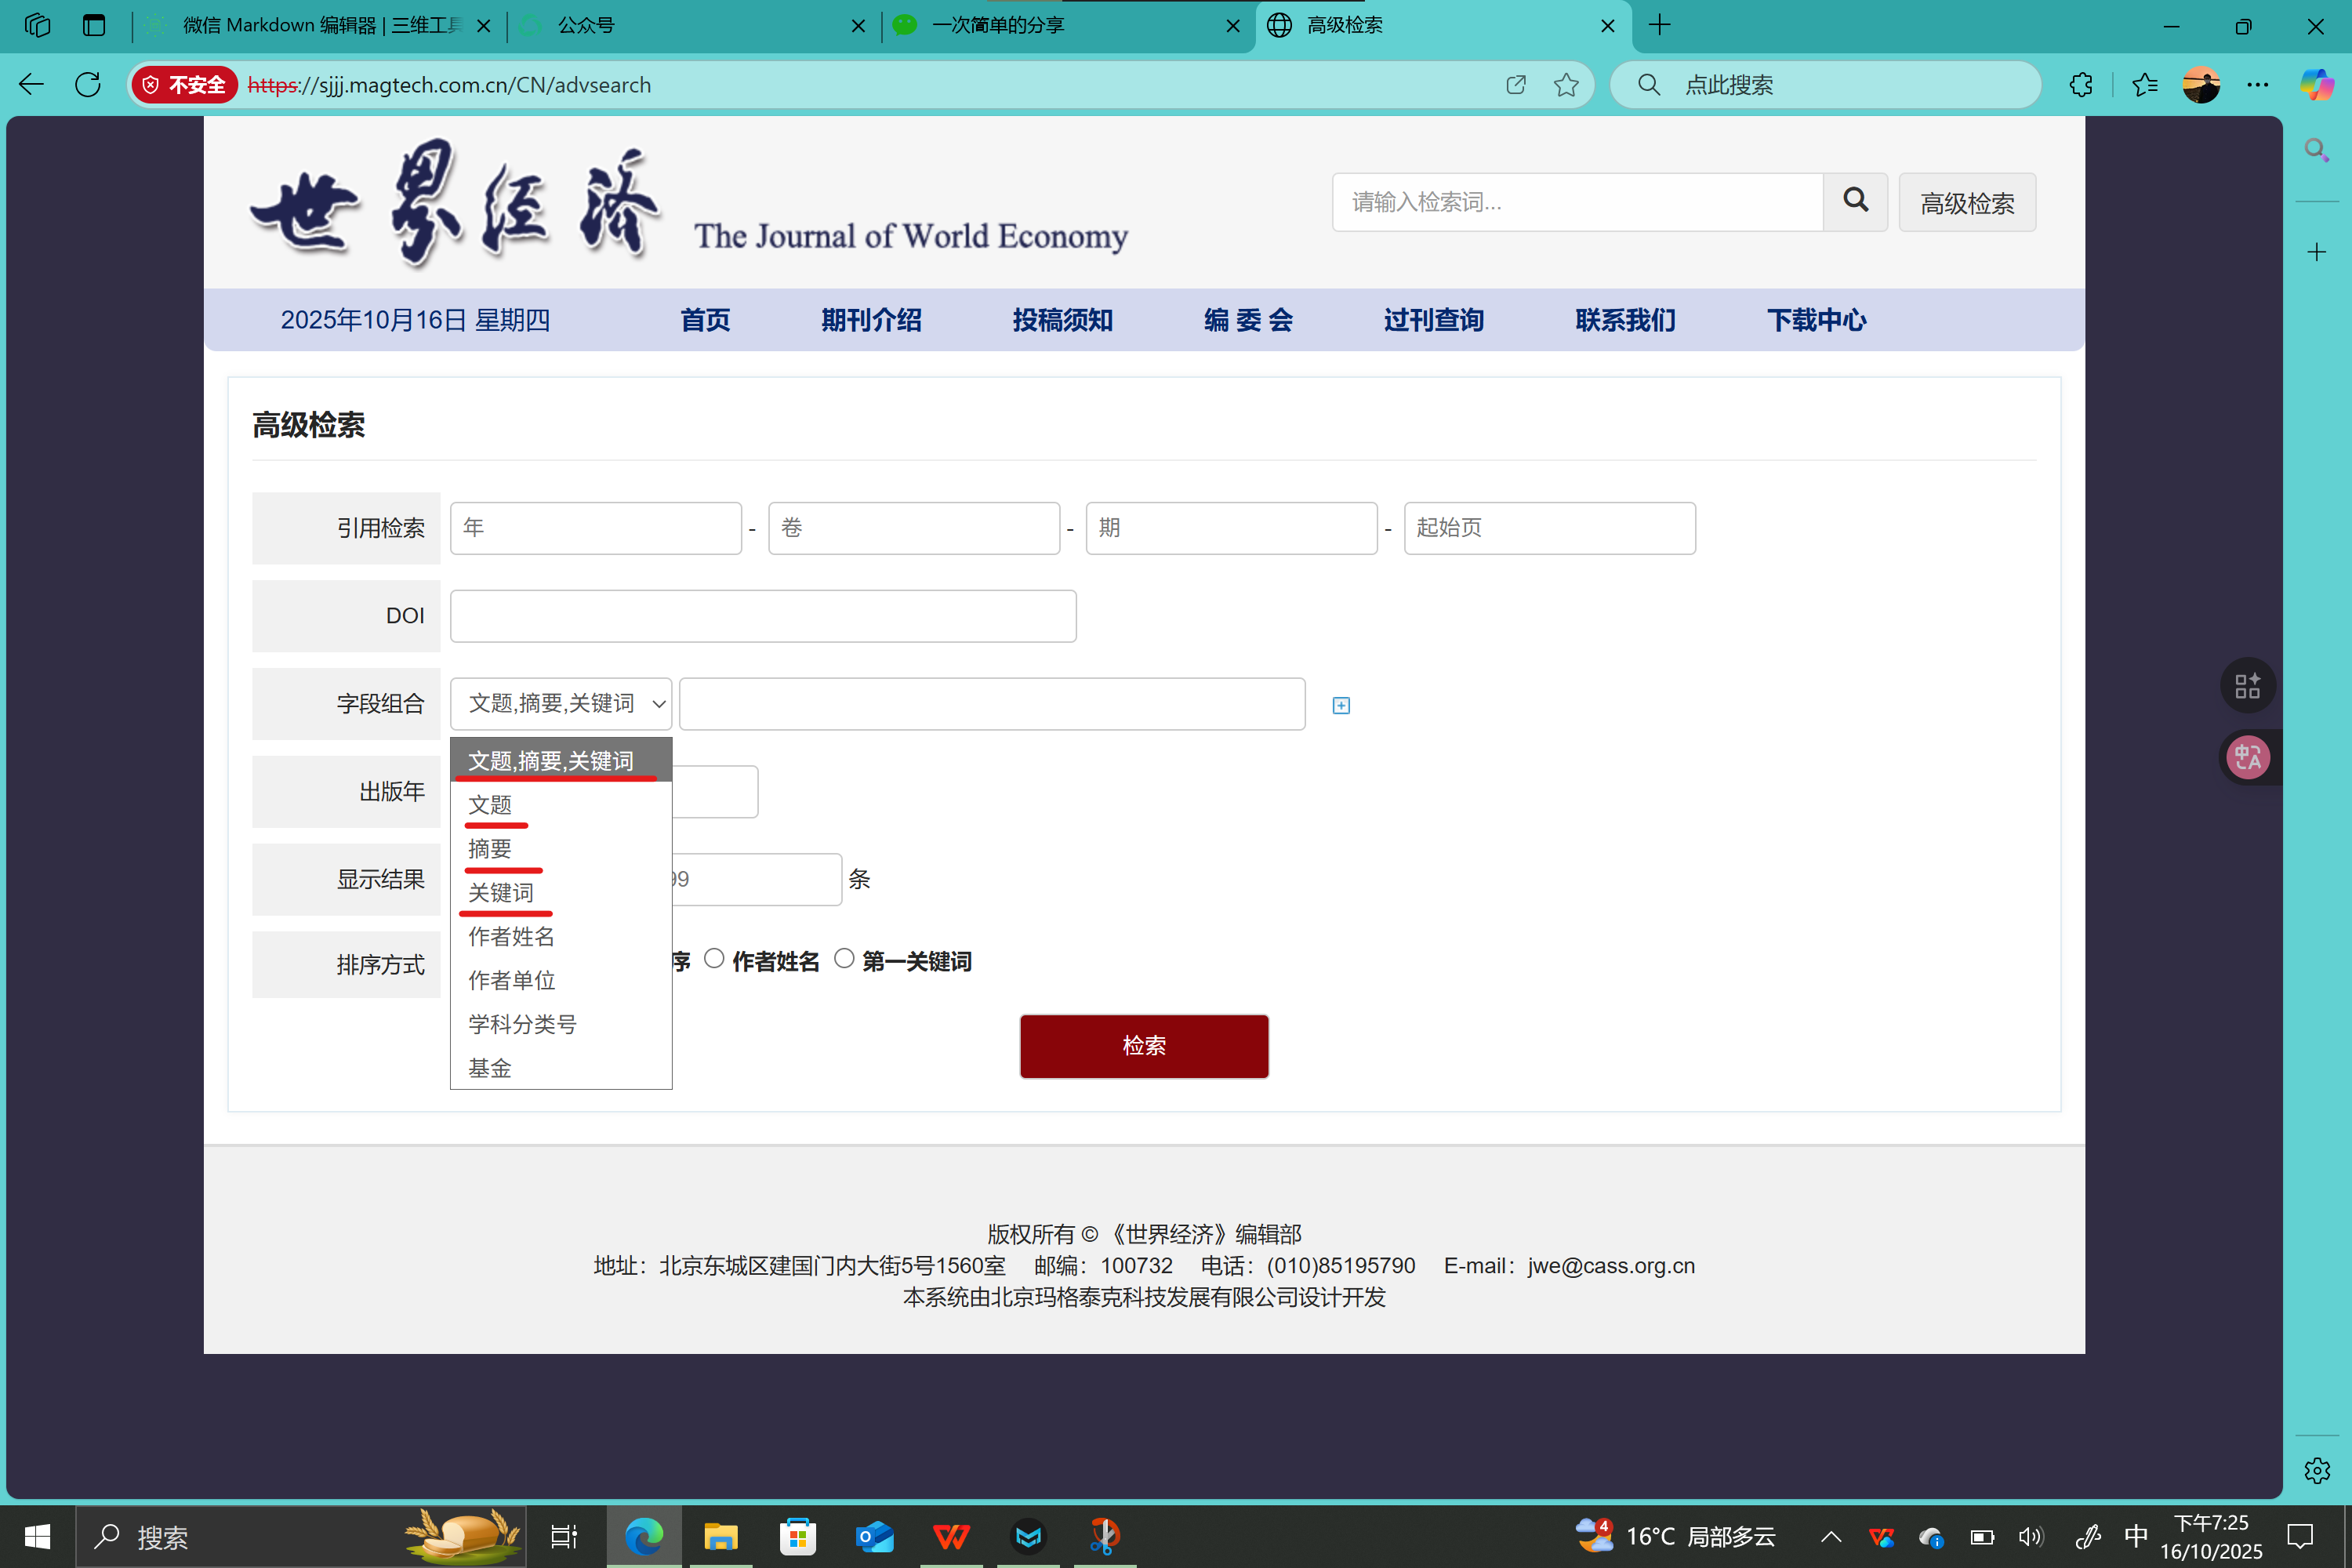 微信 Markdown 编辑器 | 三维工具
公众号
一次简单的分享
高级检索
不安全 https://sjjj.magtech.com.cn/CN/advsearch
点此搜索
世界经济 The Journal of World Economy
请输入检索词...
高级检索
2025年10月16日 星期四 首页 期刊介绍 投稿须知 编 委 会 过刊查询 联系我们 下载中心
高级检索
引用检索 年 - 卷 - 期 - 起始页
DOI
字段组合 文题,摘要,关键词
文题,摘要,关键词
文题
摘要
关键词
作者姓名
作者单位
学科分类号
基金
出版年
显示结果 99 条
排序方式 序 作者姓名 第一关键词
检索
版权所有 © 《世界经济》编辑部
地址：北京东城区建国门内大街5号1560室 邮编：100732 电话：(010)85195790 E-mail：jwe@cass.org.cn
本系统由北京玛格泰克科技发展有限公司设计开发
搜索
4
16°C 局部多云
中
下午7:25
16/10/2025